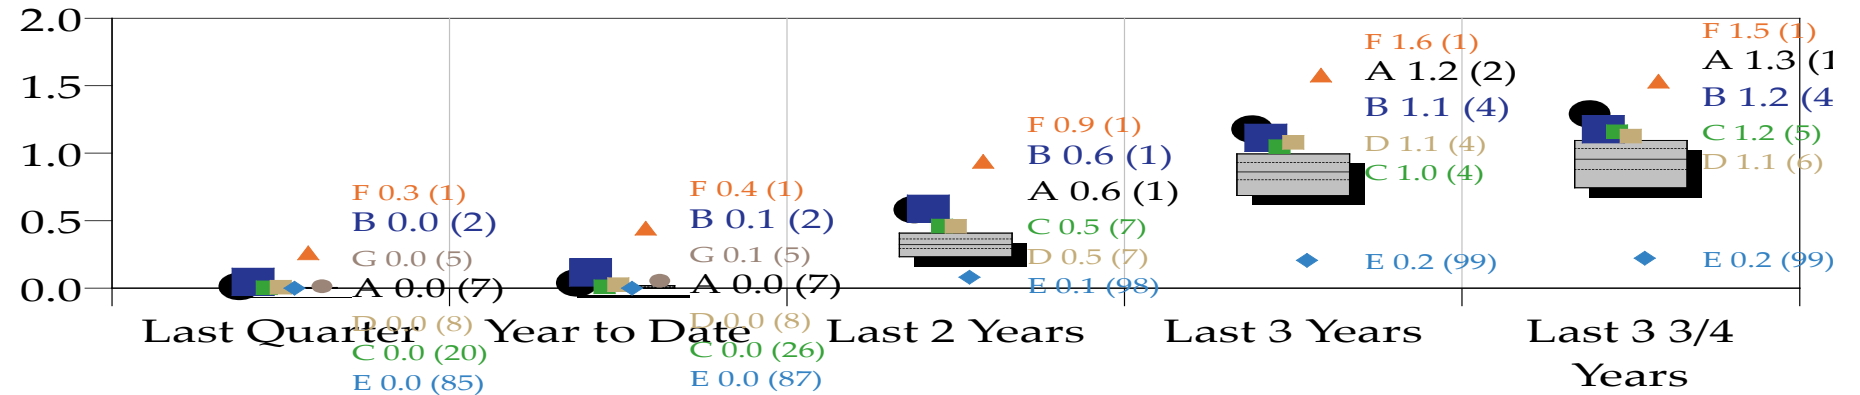 2.0
1.5
1.0
0.5
0.0
F 0.3 (1)
B 0.0 (2)
G 0.0 (5)
A 0.0 (7)
D 0.0 (8)
C 0.0 (20)
E 0.0 (85)
Last Quarter
F 0.4 (1)
B 0.1 (2)
G 0.1 (5)
A 0.0 (7)
D 0.0 (8)
C 0.0 (26)
E 0.0 (87)
Year to Date
F 0.9 (1)
B 0.6 (1)
A 0.6 (1)
C 0.5 (7)
D 0.5 (7)
E 0.1 (98)
Last 2 Years
F 1.6 (1)
A 1.2 (2)
B 1.1 (4)
D 1.1 (4)
C 1.0 (4)
E 0.2 (99)
Last 3 Years
F 1.5 (1)
A 1.3 (1
B 1.2 (4
C 1.2 (5)
D 1.1 (6)
E 0.2 (99)
Last 3 3/4
Years